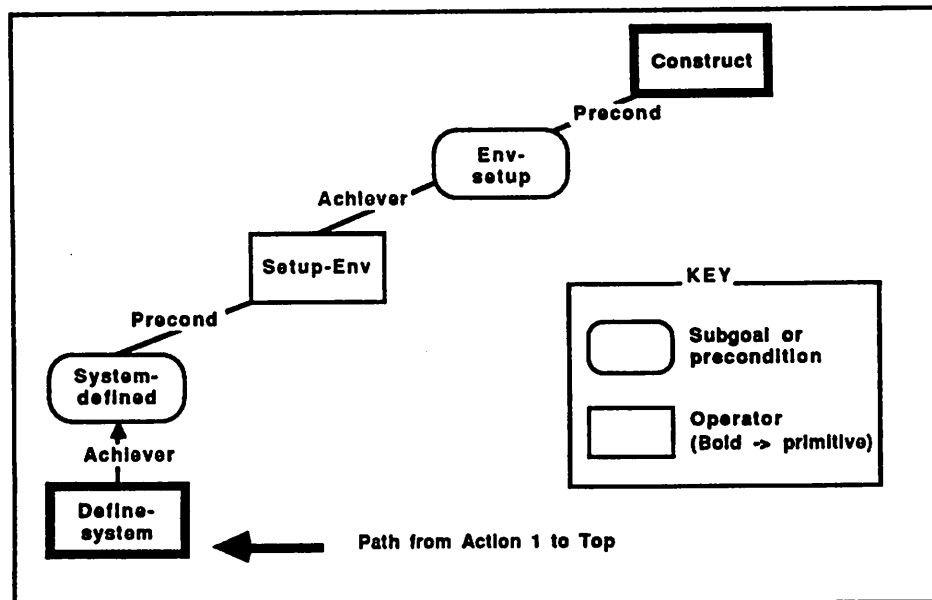 Construct
Precond
Env-
setup
Achiever
Setup-Env
Precond
System-
defined
Achiever
Define-
system
Path from Action 1 to Top
KEY
Subgoal or
precondition
Operator
(Bold -> primitive)